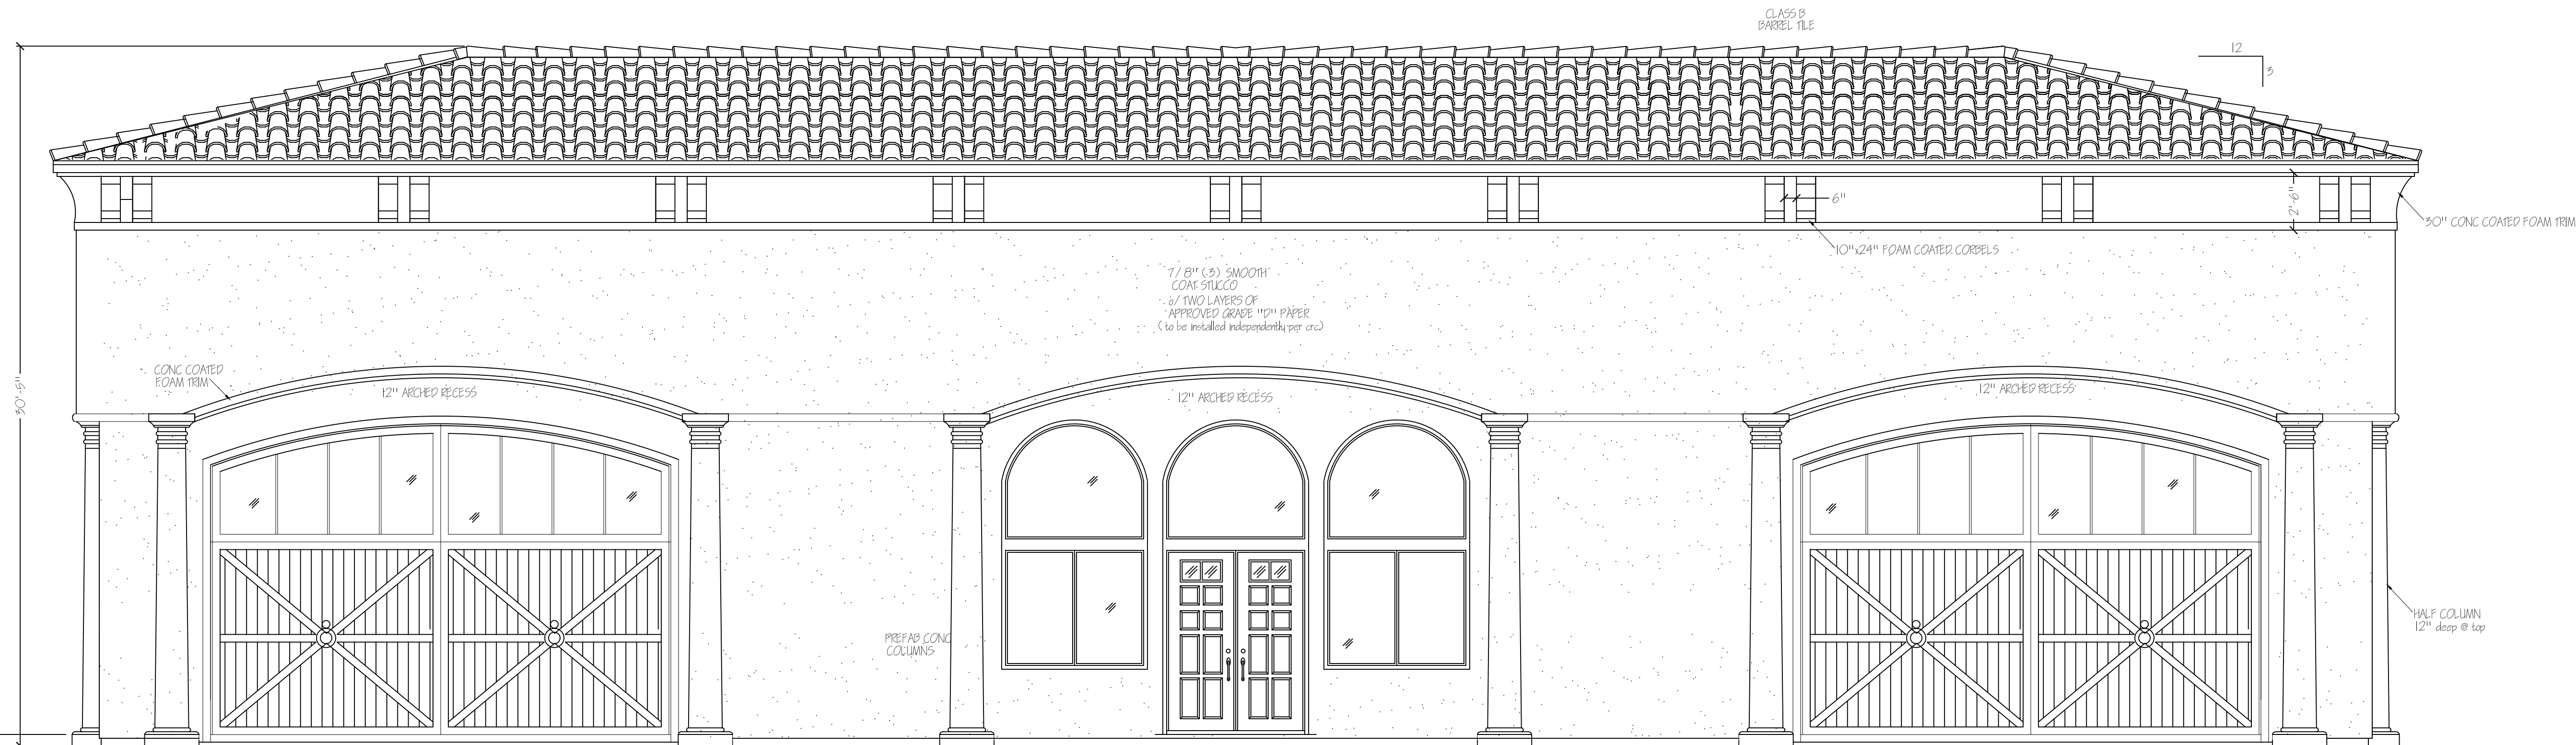 CLASS B
BARREL TILE
12
3
30'-5"
6"
2'-6"
30" CONC COATED FOAM TRIM
10"x24" FOAM COATED CORBELS
7/8" (-3) SMOOTH
COAT STUCCO
6/ TWO LAYERS OF
APPROVED GRADE "D" PAPER
(to be installed independently per crc)
CONC COATED
FOAM TRIM
12" ARCHED RECESS
12" ARCHED RECESS
12" ARCHED RECESS
PREFAB CONC
COLUMNS
HALF COLUMN
12" deep @ top